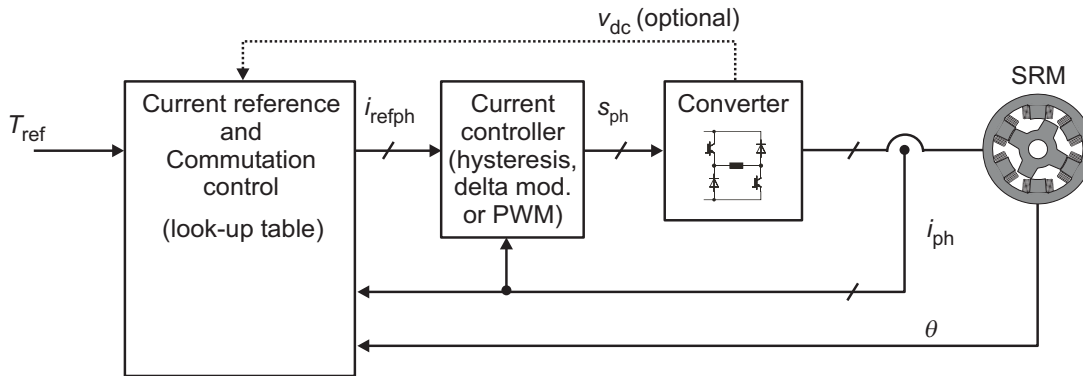 v_dc (optional)
SRM
T_ref
Current reference
and
Commutation
control
(look-up table)
i_refph
Current
controller
(hysteresis,
delta mod.
or PWM)
s_ph
Converter
i_ph
θ